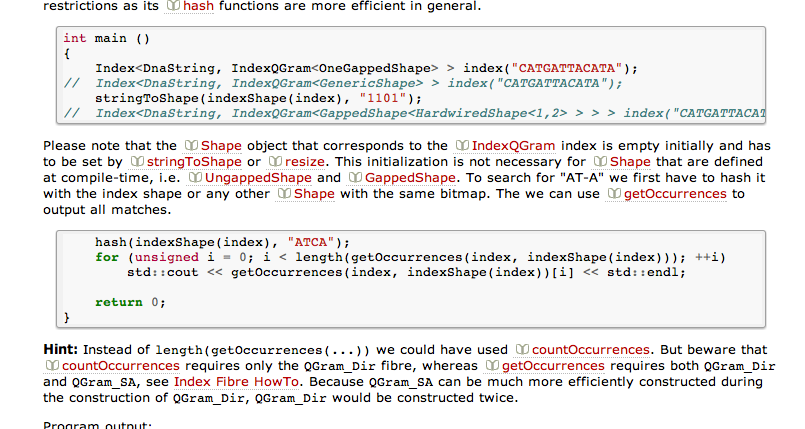 restrictions as its hash functions are more efficient in general.
int main ()
{
    Index<DnaString, IndexQGram<OneGappedShape> > index("CATGATTACATA");
//  Index<DnaString, IndexQGram<GenericShape> > index("CATGATTACATA");
    stringToShape(indexShape(index), "1101");
//  Index<DnaString, IndexQGram<GappedShape<HardwiredShape<1,2> > > > index("CATGATTACAT
Please note that the Shape object that corresponds to the IndexQGram index is empty initially and has
to be set by stringToShape or resize. This initialization is not necessary for Shape that are defined
at compile-time, i.e. UngappedShape and GappedShape. To search for "AT-A" we first have to hash it
with the index shape or any other Shape with the same bitmap. The we can use getOccurrences to
output all matches.
    hash(indexShape(index), "ATCA");
    for (unsigned i = 0; i < length(getOccurrences(index, indexShape(index))); ++i)
        std::cout << getOccurrences(index, indexShape(index))[i] << std::endl;
    return 0;
}
Hint: Instead of length(getOccurrences(...)) we could have used countOccurrences. But beware that
countOccurrences requires only the QGram_Dir fibre, whereas getOccurrences requires both QGram_Dir
and QGram_SA, see Index Fibre HowTo. Because QGram_SA can be much more efficiently constructed during
the construction of QGram_Dir, QGram_Dir would be constructed twice.
Program output: